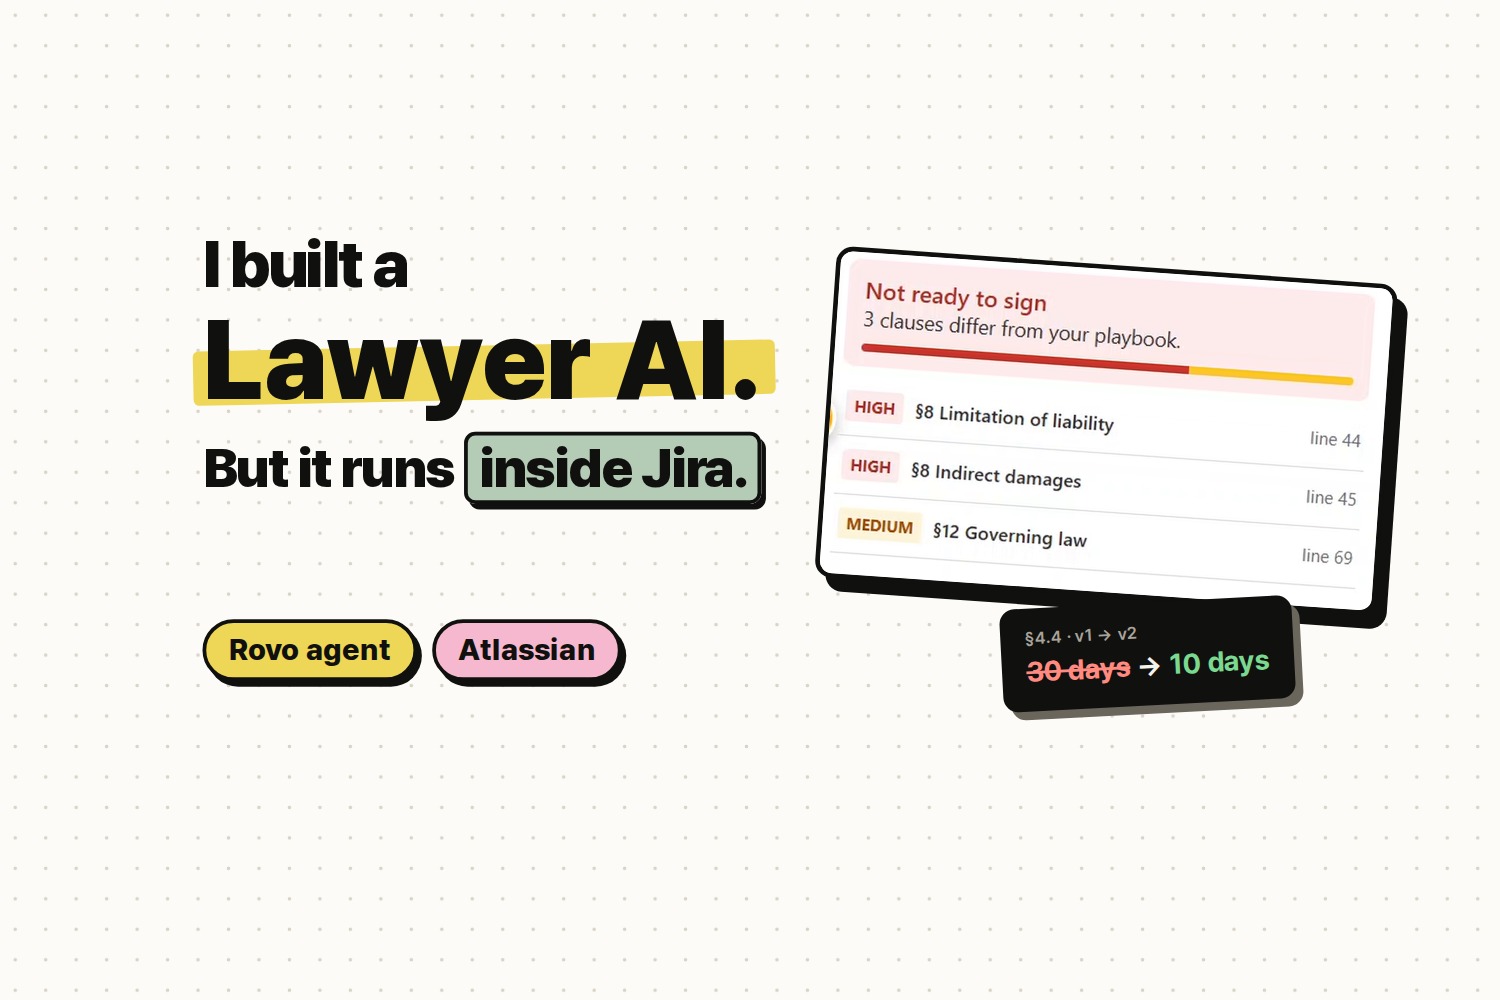 I built a
Lawyer AI.
But it runs inside Jira.
Rovo agent
Atlassian
Not ready to sign
3 clauses differ from your playbook.
HIGH §8 Limitation of liability line 44
HIGH §8 Indirect damages line 45
MEDIUM §12 Governing law line 69
§4.4 · v1 → v2
30 days → 10 days